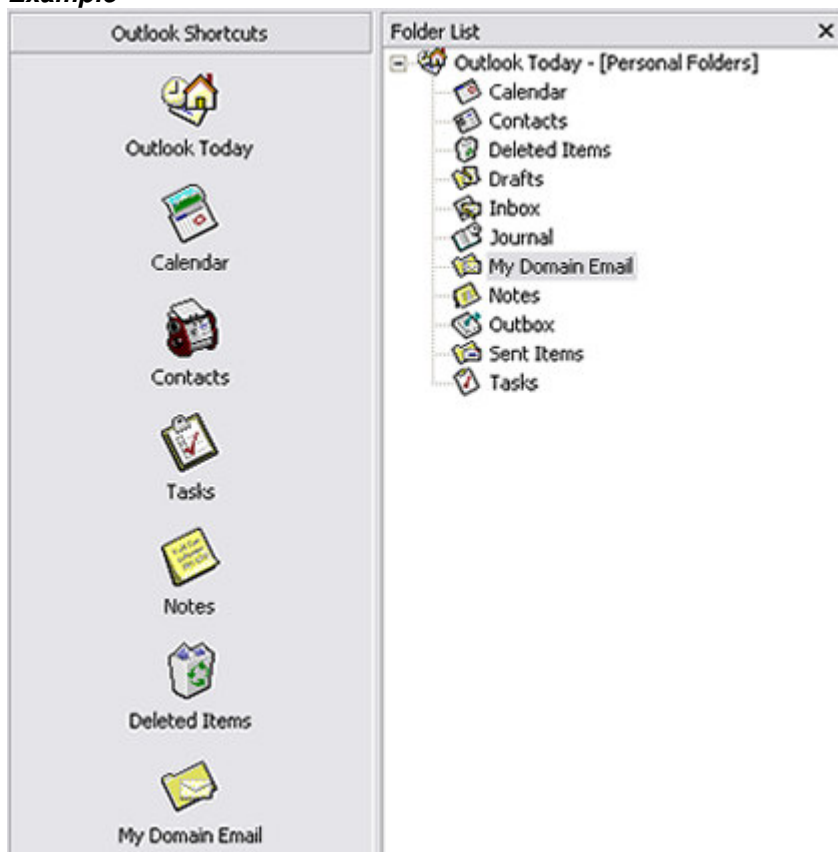 Example
Outlook Shortcuts
Outlook Today
Calendar
Contacts
Tasks
Notes
Deleted Items
My Domain Email
Folder List
Outlook Today - [Personal Folders]
Calendar
Contacts
Deleted Items
Drafts
Inbox
Journal
My Domain Email
Notes
Outbox
Sent Items
Tasks